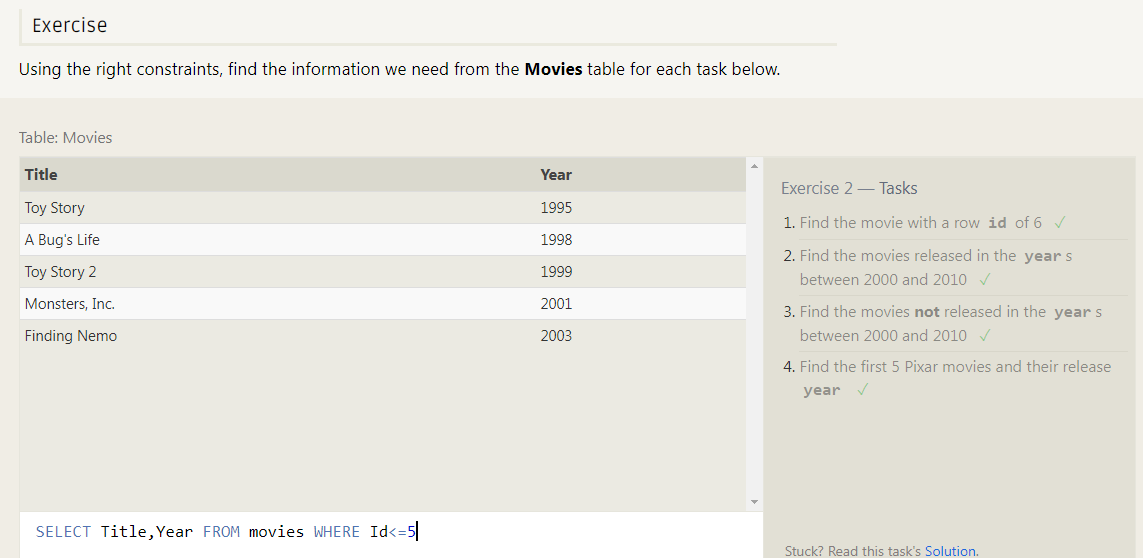 Exercise
Using the right constraints, find the information we need from the Movies table for each task below.
Table: Movies
Title Year
Toy Story 1995
A Bug's Life 1998
Toy Story 2 1999
Monsters, Inc. 2001
Finding Nemo 2003
SELECT Title,Year FROM movies WHERE Id<=5
Exercise 2 — Tasks
1. Find the movie with a row id of 6 ✓
2. Find the movies released in the year s
between 2000 and 2010 ✓
3. Find the movies not released in the year s
between 2000 and 2010 ✓
4. Find the first 5 Pixar movies and their release
year ✓
Stuck? Read this task's Solution.